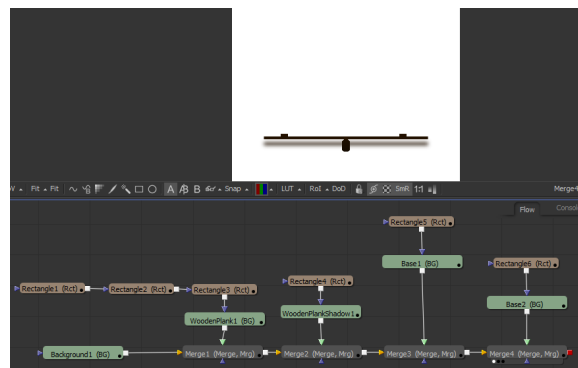 Fit Fit A B Snap LUT RoI DoD SmR 1:1 Merge4
Flow Console
Rectangle5 (Rct)
Base1 (BG) Rectangle6 (Rct)
Rectangle4 (Rct)
Rectangle1 (Rct) Rectangle2 (Rct) Rectangle3 (Rct)
Base2 (BG)
WoodenPlank1 (BG) WoodenPlankShadow1
Background1 (BG) Merge1 (Merge, Mrg) Merge2 (Merge, Mrg) Merge3 (Merge, Mrg) Merge4 (Merge, Mrg)